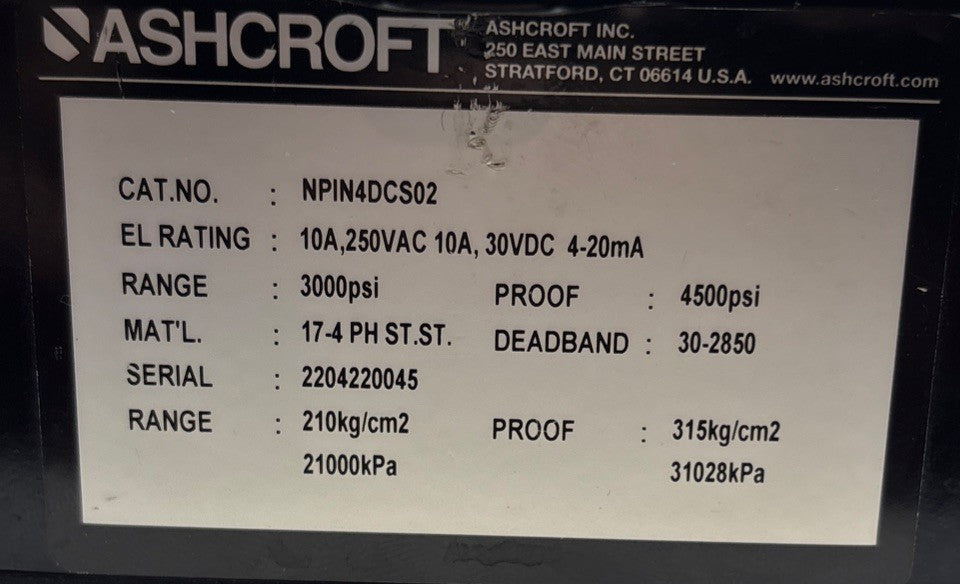 ASHCROFT
ASHCROFT INC.
250 EAST MAIN STREET
STRATFORD, CT 06614 U.S.A. www.ashcroft.com
CAT.NO. : NPIN4DCS02
EL RATING : 10A,250VAC 10A, 30VDC 4-20mA
RANGE : 3000psi PROOF : 4500psi
MAT'L. : 17-4 PH ST.ST. DEADBAND : 30-2850
SERIAL : 2204220045
RANGE : 210kg/cm2 PROOF : 315kg/cm2
21000kPa 31028kPa